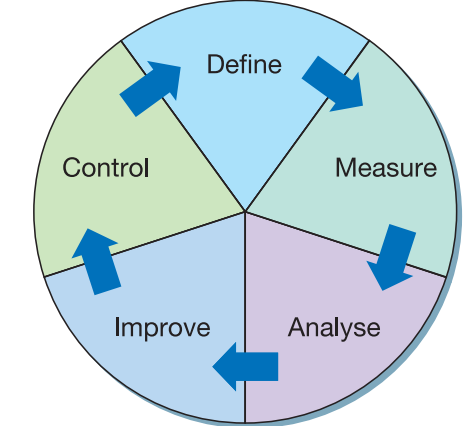 Define
Measure
Analyse
Improve
Control